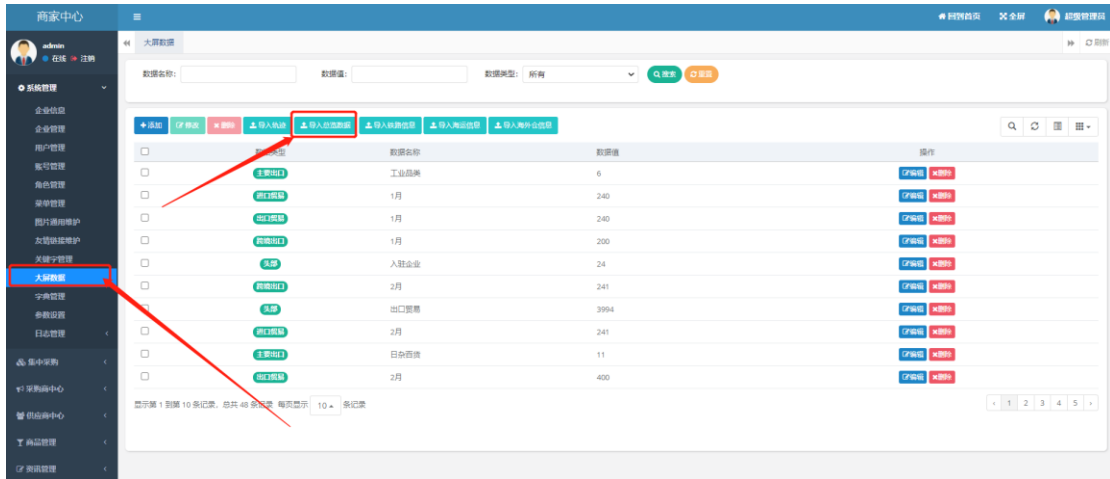 商家中心 回到首页 全屏 超级管理员
admin
在线 注销
大屏数据 刷新
数据名称: 数据值: 数据类型: 所有 搜索 重置
系统管理
企业信息
企业管理
用户管理
账号管理
角色管理
菜单管理
图片通用维护
友情链接维护
关键字管理
大屏数据
字典管理
参数设置
日志管理
集中采购
采购商中心
供应商中心
商品管理
资讯管理
添加 修改 删除 导入轨迹 导入总览数据 导入铁路信息 导入海运信息 导入海外仓信息
数据类型 数据名称 数据值 操作
主要出口 工业品类 6 编辑 删除
进口贸易 1月 240 编辑 删除
出口贸易 1月 240 编辑 删除
跨境出口 1月 200 编辑 删除
头部 入驻企业 24 编辑 删除
跨境出口 2月 241 编辑 删除
头部 出口贸易 3994 编辑 删除
进口贸易 2月 241 编辑 删除
主要出口 日杂百货 11 编辑 删除
出口贸易 2月 400 编辑 删除
显示第 1 到第 10 条记录，总共 48 条记录 每页显示 10 条记录
‹ 1 2 3 4 5 ›